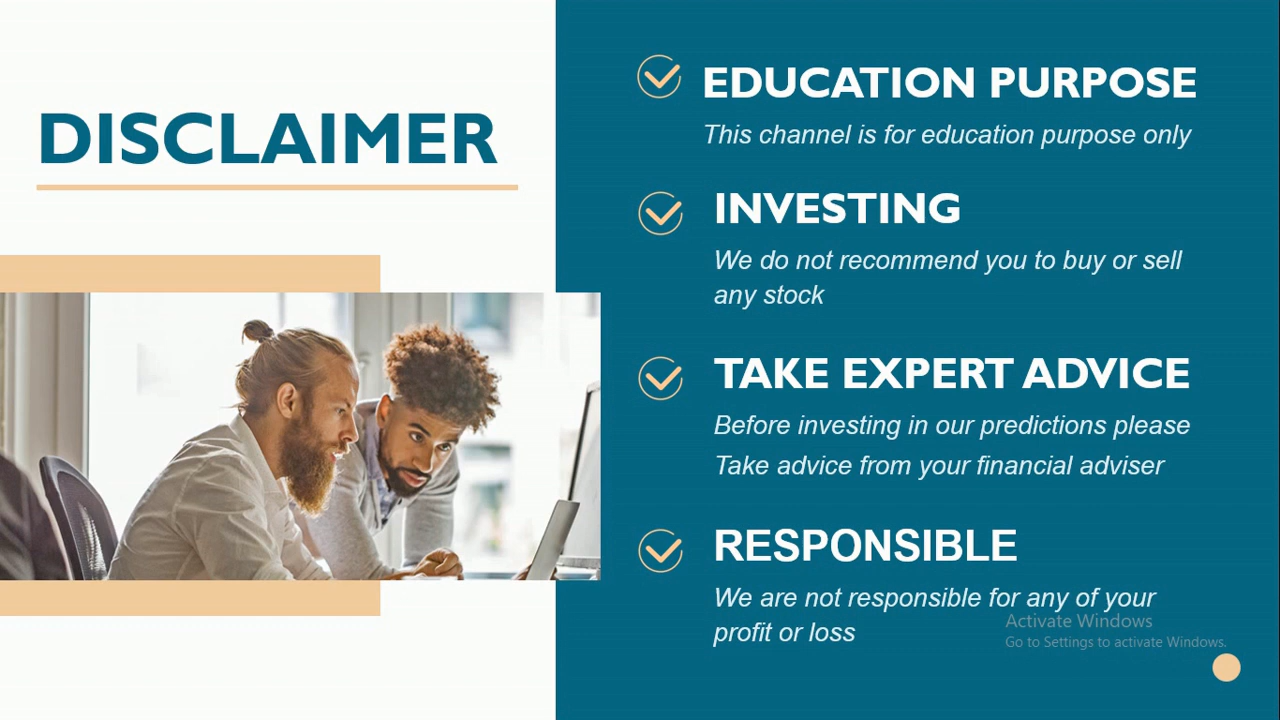 DISCLAIMER
EDUCATION PURPOSE
This channel is for education purpose only
INVESTING
We do not recommend you to buy or sell
any stock
TAKE EXPERT ADVICE
Before investing in our predictions please
Take advice from your financial adviser
RESPONSIBLE
We are not responsible for any of your
profit or loss
Activate Windows
Go to Settings to activate Windows.